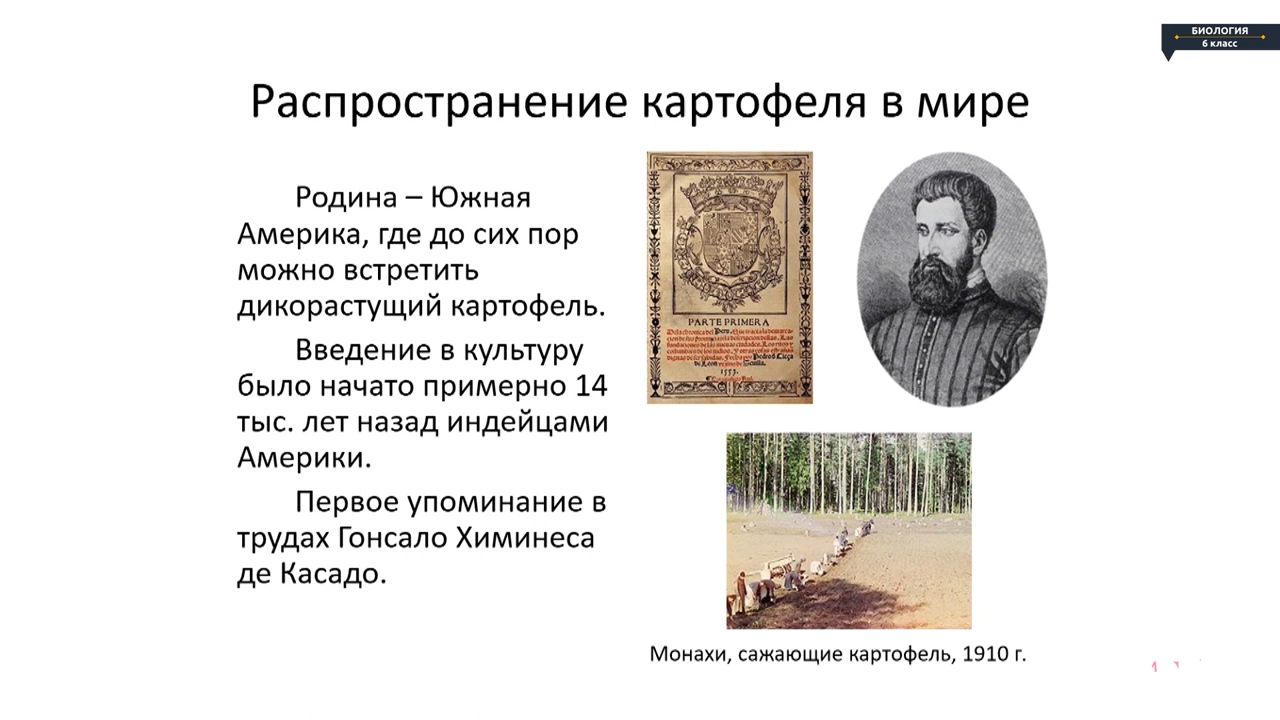 БИОЛОГИЯ
6 класс
Распространение картофеля в мире
Родина – Южная
Америка, где до сих пор
можно встретить
дикорастущий картофель.
Введение в культуру
было начато примерно 14
тыс. лет назад индейцами
Америки.
Первое упоминание в
трудах Гонсало Химинеса
де Касадо.
PARTE PRIMERA
1553.
Монахи, сажающие картофель, 1910 г.